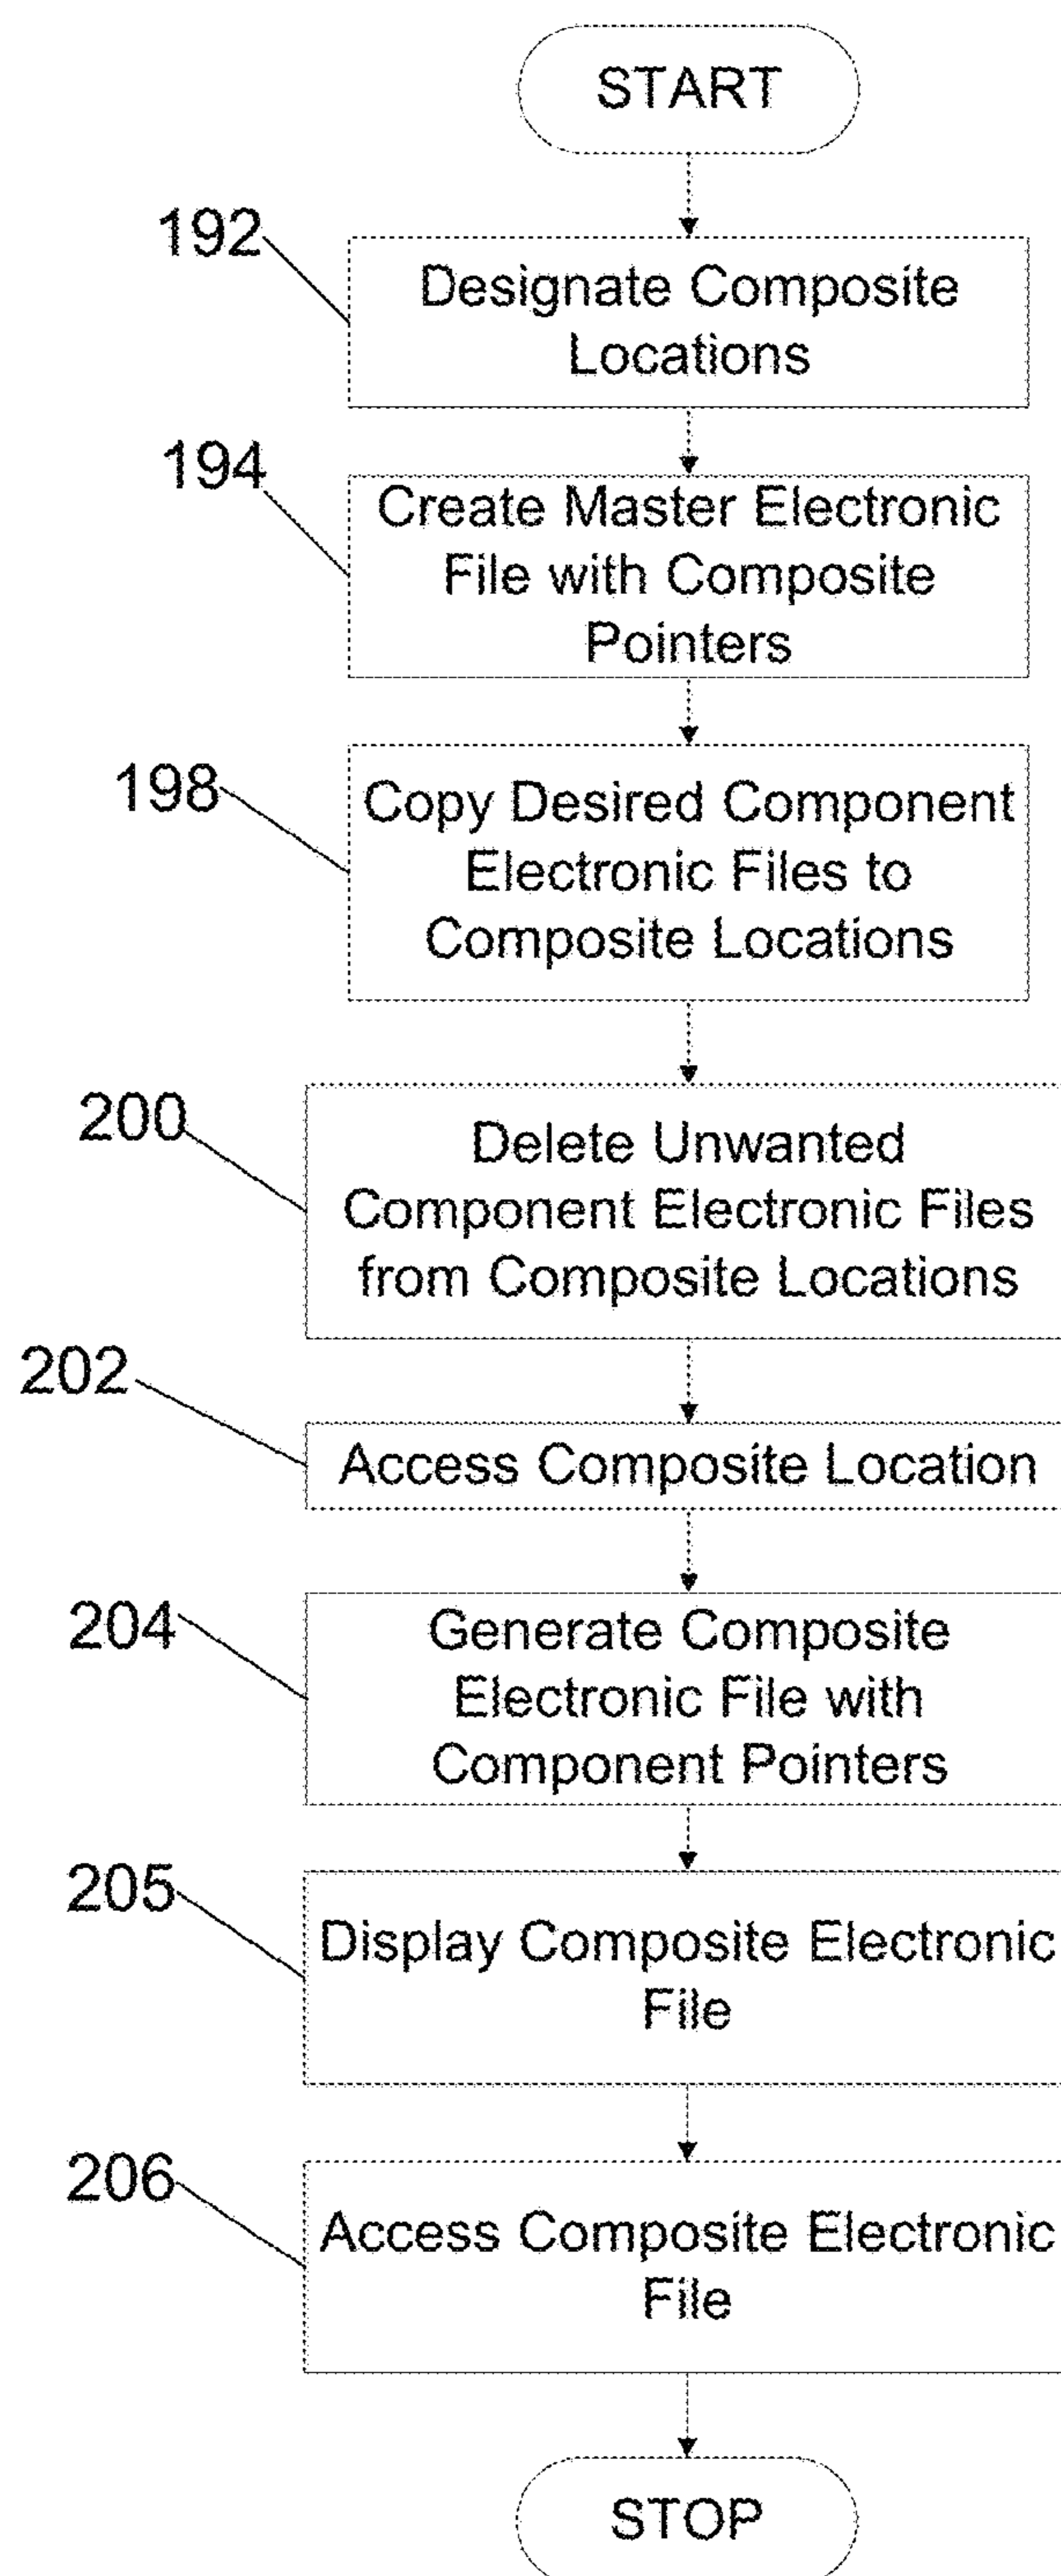 START
192
Designate Composite
Locations
194
Create Master Electronic
File with Composite
Pointers
198
Copy Desired Component
Electronic Files to
Composite Locations
200
Delete Unwanted
Component Electronic Files
from Composite Locations
202
Access Composite Location
204
Generate Composite
Electronic File with
Component Pointers
205
Display Composite Electronic
File
206
Access Composite Electronic
File
STOP